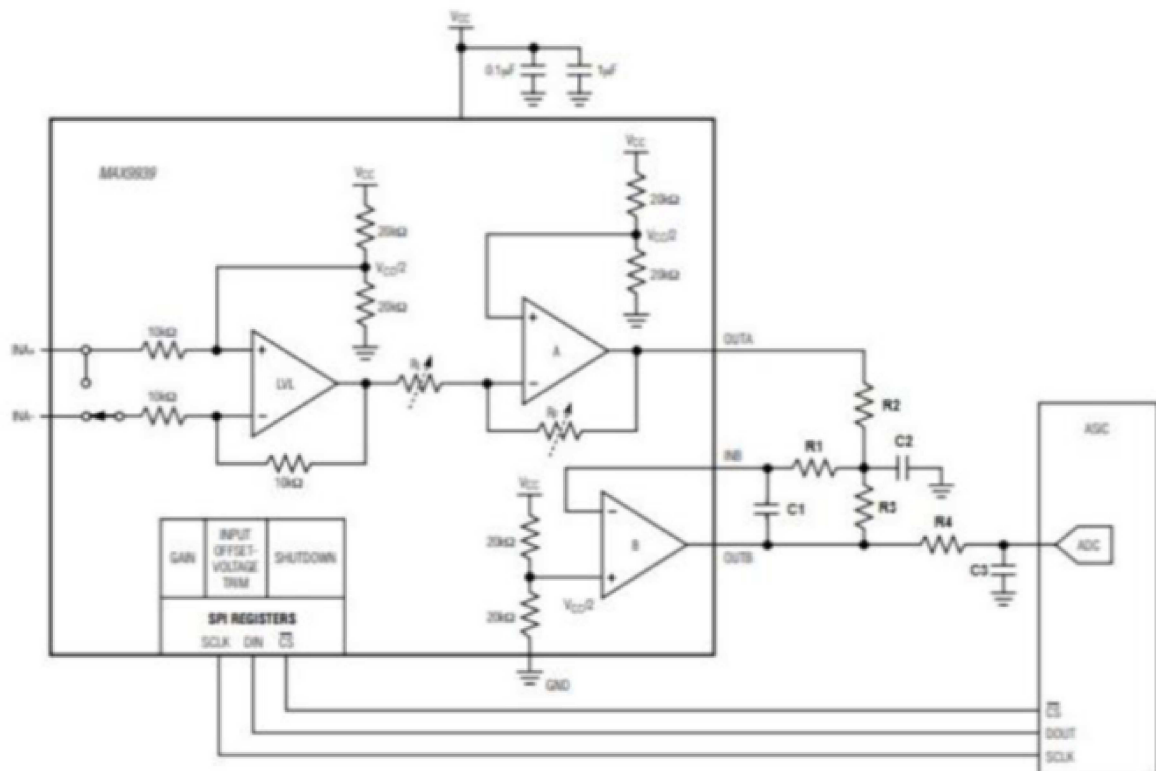 VCC
0.1µF
1µF
MAX9939
VCC
20kΩ
VCC/2
20kΩ
VCC
20kΩ
VCC/2
20kΩ
INA+
10kΩ
+
LVL
−
INA-
10kΩ
10kΩ
+
A
−
OUTA
R2
ASIC
INB
R1
C2
C1
R3
R4
ADC
C3
VCC
20kΩ
20kΩ
VCC/2
−
B
+
OUTB
GND
GAIN
INPUT
OFFSET-
VOLTAGE
TRIM
SHUTDOWN
SPI REGISTERS
SCLK DIN CS
CS
DOUT
SCLK